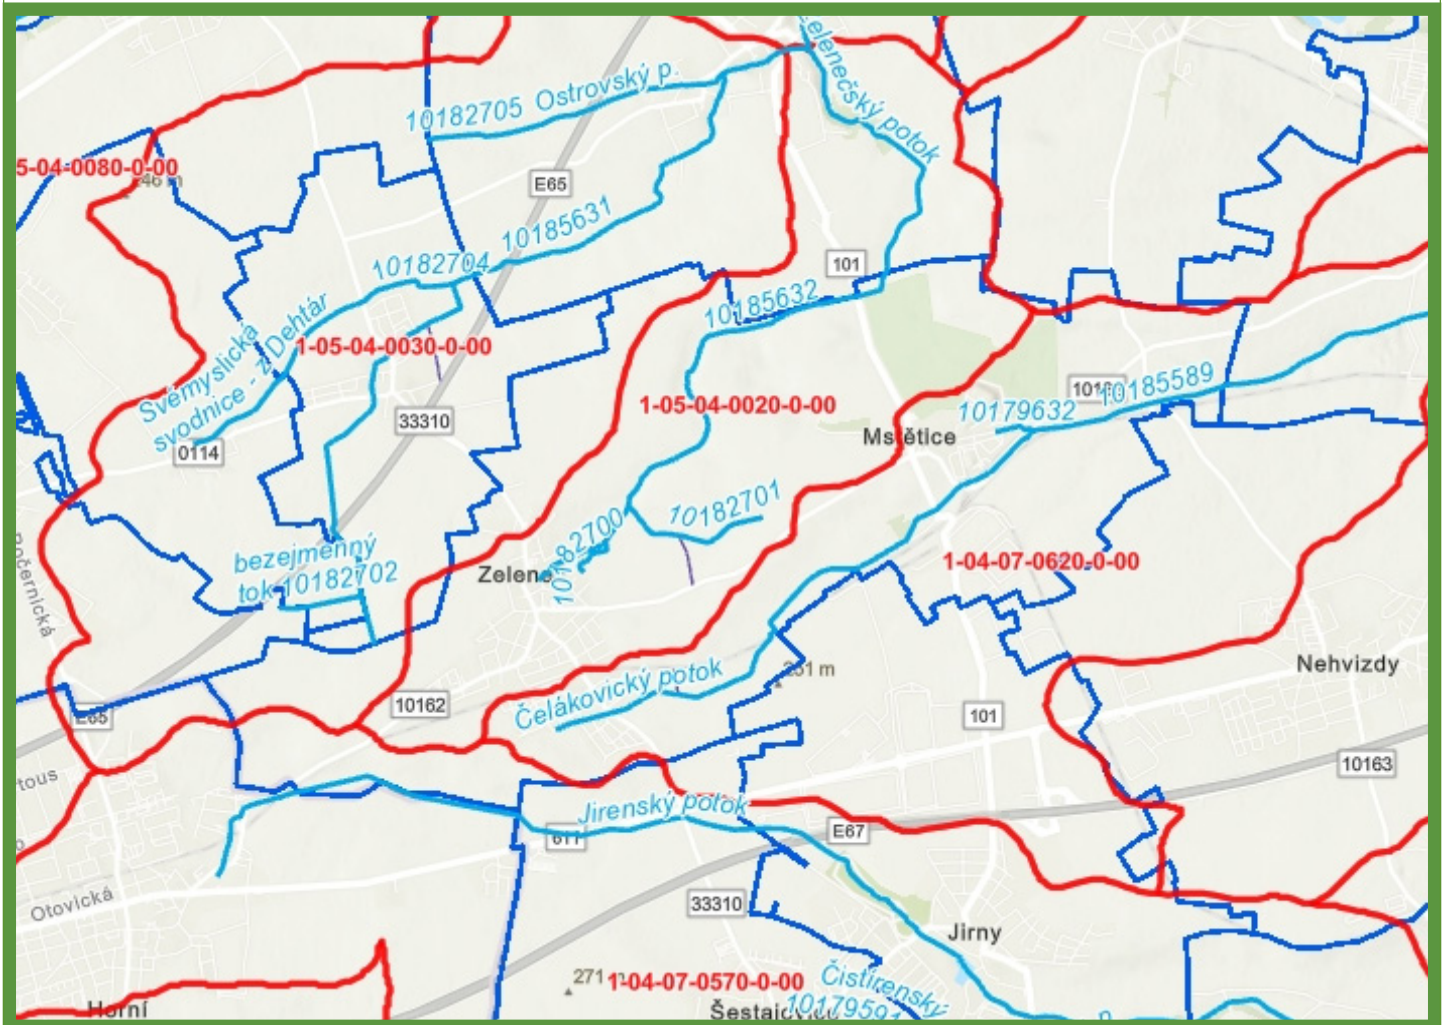 Zelenečský potok
10182705 Ostrovský p.
5-04-0080-0-00
E65
10185631
10182704
101
10185632
Svémyslická
svodnice - z Dehtár
1-05-04-0030-0-00
10185589
1-05-04-0020-0-00
10179632
33310
Mstětice
0114
10182701
10182700
bezejmenný
tok 10182702
1-04-07-0620-0-00
Počernická
Nehvizdy
Čelákovický potok
10162
E65
101
10163
tous
Jirenský potok
611
E67
Otovická
33310
Jirny
1-04-07-0570-0-00
Čistírenský
Horní